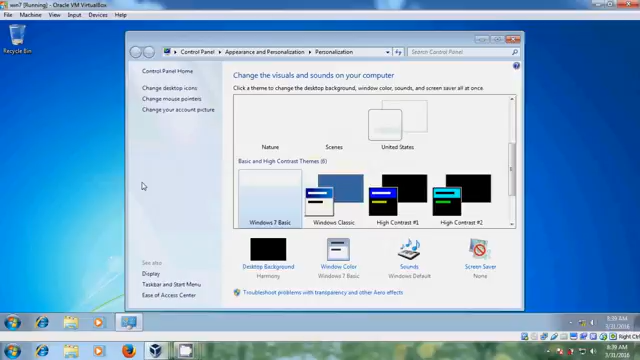 win7 [Running] - Oracle VM VirtualBox
File Machine View Input Devices Help
Recycle Bin
Control Panel Appearance and Personalization Personalization
Search Control Panel
Control Panel Home
Change desktop icons
Change mouse pointers
Change your account picture
Change the visuals and sounds on your computer
Click a theme to change the desktop background, window color, sounds, and screen saver all at once.
Nature Scenes United States
Basic and High Contrast Themes (6)
Windows 7 Basic Windows Classic High Contrast #1 High Contrast #2
Desktop Background Window Color Sounds Screen Saver
Harmony Windows 7 Basic Windows Default None
See also
Display
Taskbar and Start Menu
Ease of Access Center
Troubleshoot problems with transparency and other Aero effects
8:39 AM
3/31/2016
Right Ctrl
8:39 AM
3/31/2016